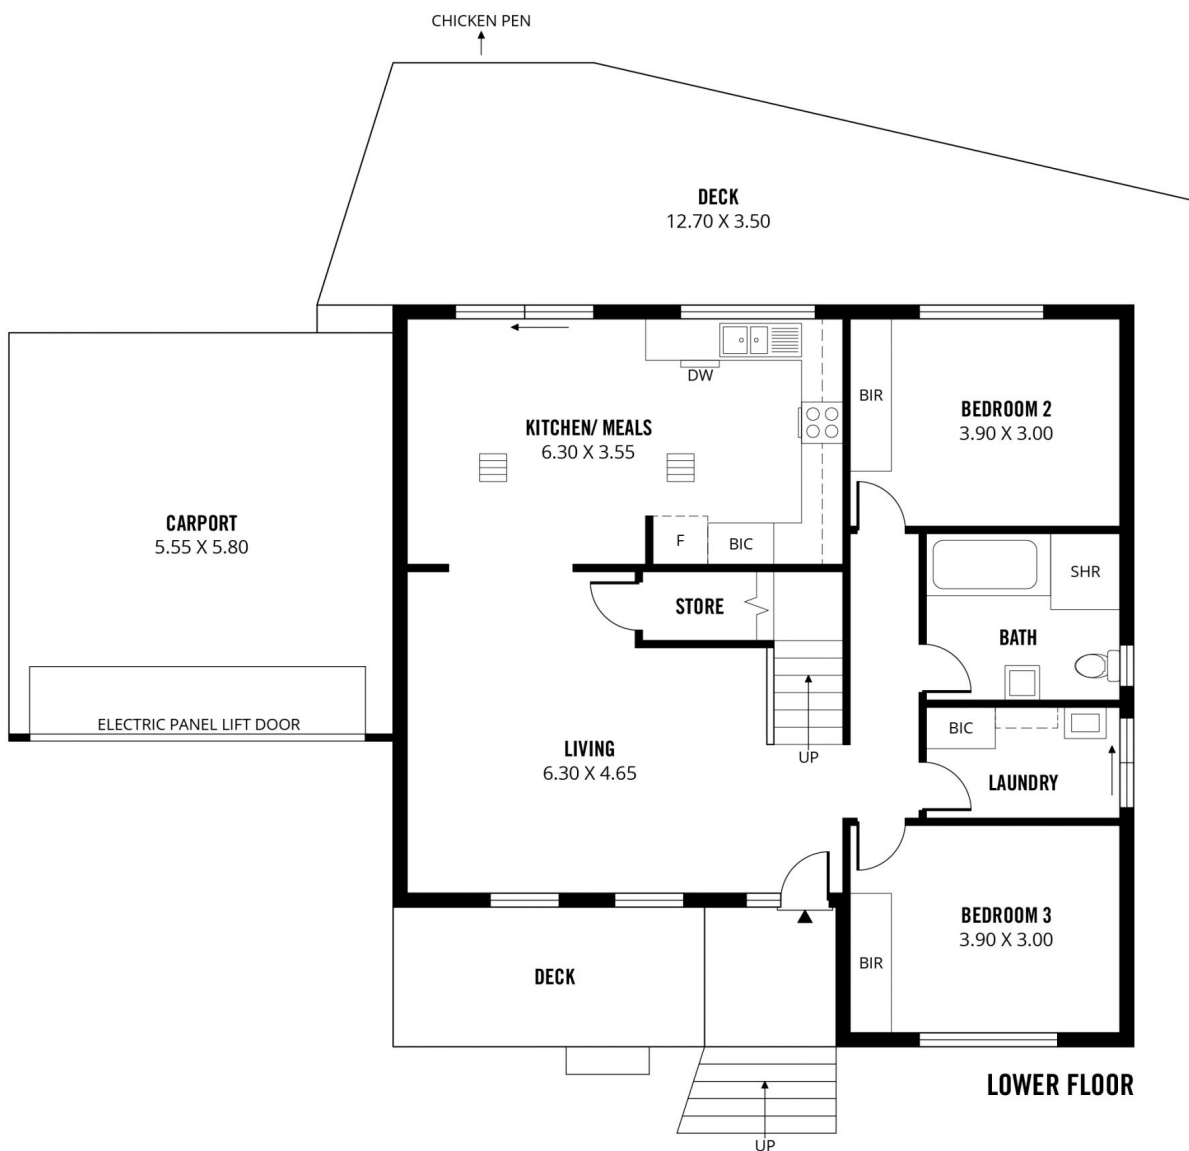 CHICKEN PEN
DECK
12.70 X 3.50
DW
KITCHEN/ MEALS
6.30 X 3.55
BIR
BEDROOM 2
3.90 X 3.00
CARPORT
5.55 X 5.80
F
BIC
STORE
SHR
BATH
ELECTRIC PANEL LIFT DOOR
LIVING
6.30 X 4.65
UP
BIC
LAUNDRY
BEDROOM 3
3.90 X 3.00
BIR
DECK
LOWER FLOOR
UP